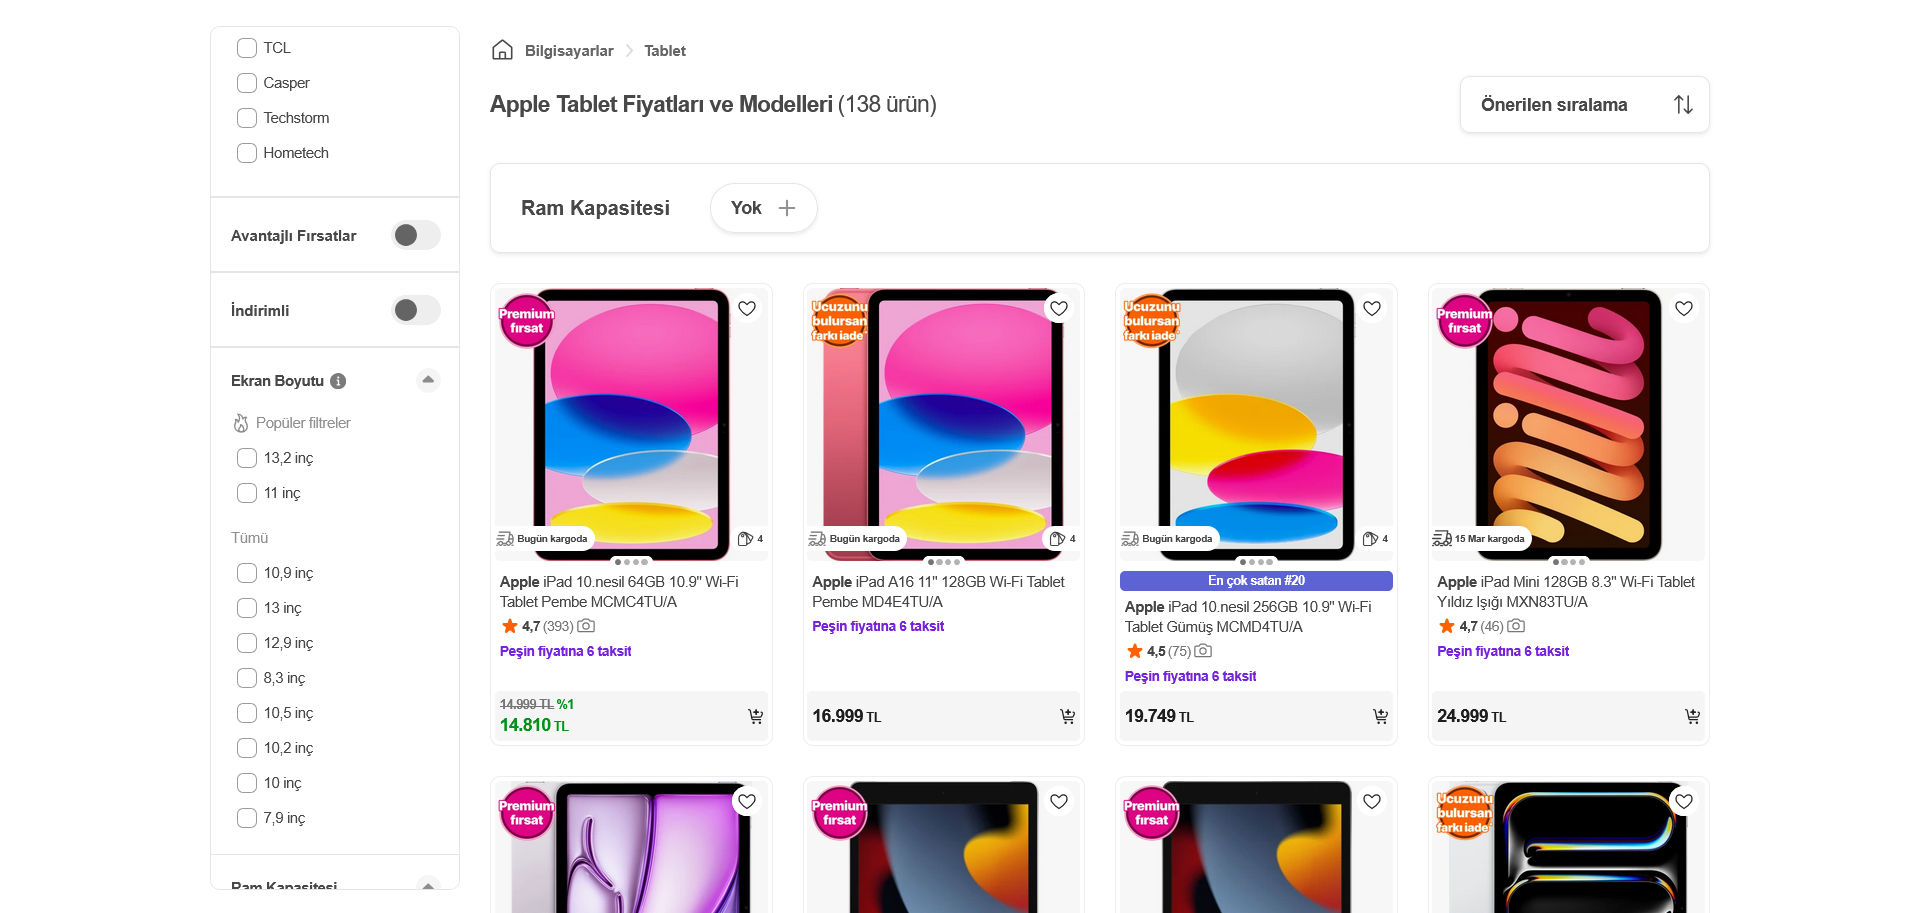 TCL
Casper
Techstorm
Hometech
Avantajlı Fırsatlar
İndirimli
Ekran Boyutu
Popüler filtreler
13,2 inç
11 inç
Tümü
10,9 inç
13 inç
12,9 inç
8,3 inç
10,5 inç
10,2 inç
10 inç
7,9 inç
Ram Kapasitesi
Bilgisayarlar
Tablet
Apple Tablet Fiyatları ve Modelleri (138 ürün)
Önerilen sıralama
Ram Kapasitesi
Yok
Premium
fırsat
Bugün kargoda
4
Apple iPad 10.nesil 64GB 10.9" Wi-Fi
Tablet Pembe MCMC4TU/A
4,7 (393)
Peşin fiyatına 6 taksit
14.999 TL %1
14.810 TL
Ucuzunu
bulursan
farkı iade
Bugün kargoda
4
Apple iPad A16 11" 128GB Wi-Fi Tablet
Pembe MD4E4TU/A
Peşin fiyatına 6 taksit
16.999 TL
Ucuzunu
bulursan
farkı iade
Bugün kargoda
4
En çok satan #20
Apple iPad 10.nesil 256GB 10.9" Wi-Fi
Tablet Gümüş MCMD4TU/A
4,5 (75)
Peşin fiyatına 6 taksit
19.749 TL
Premium
fırsat
15 Mar kargoda
Apple iPad Mini 128GB 8.3" Wi-Fi Tablet
Yıldız Işığı MXN83TU/A
4,7 (46)
Peşin fiyatına 6 taksit
24.999 TL
Premium
fırsat
Premium
fırsat
Premium
fırsat
Ucuzunu
bulursan
farkı iade